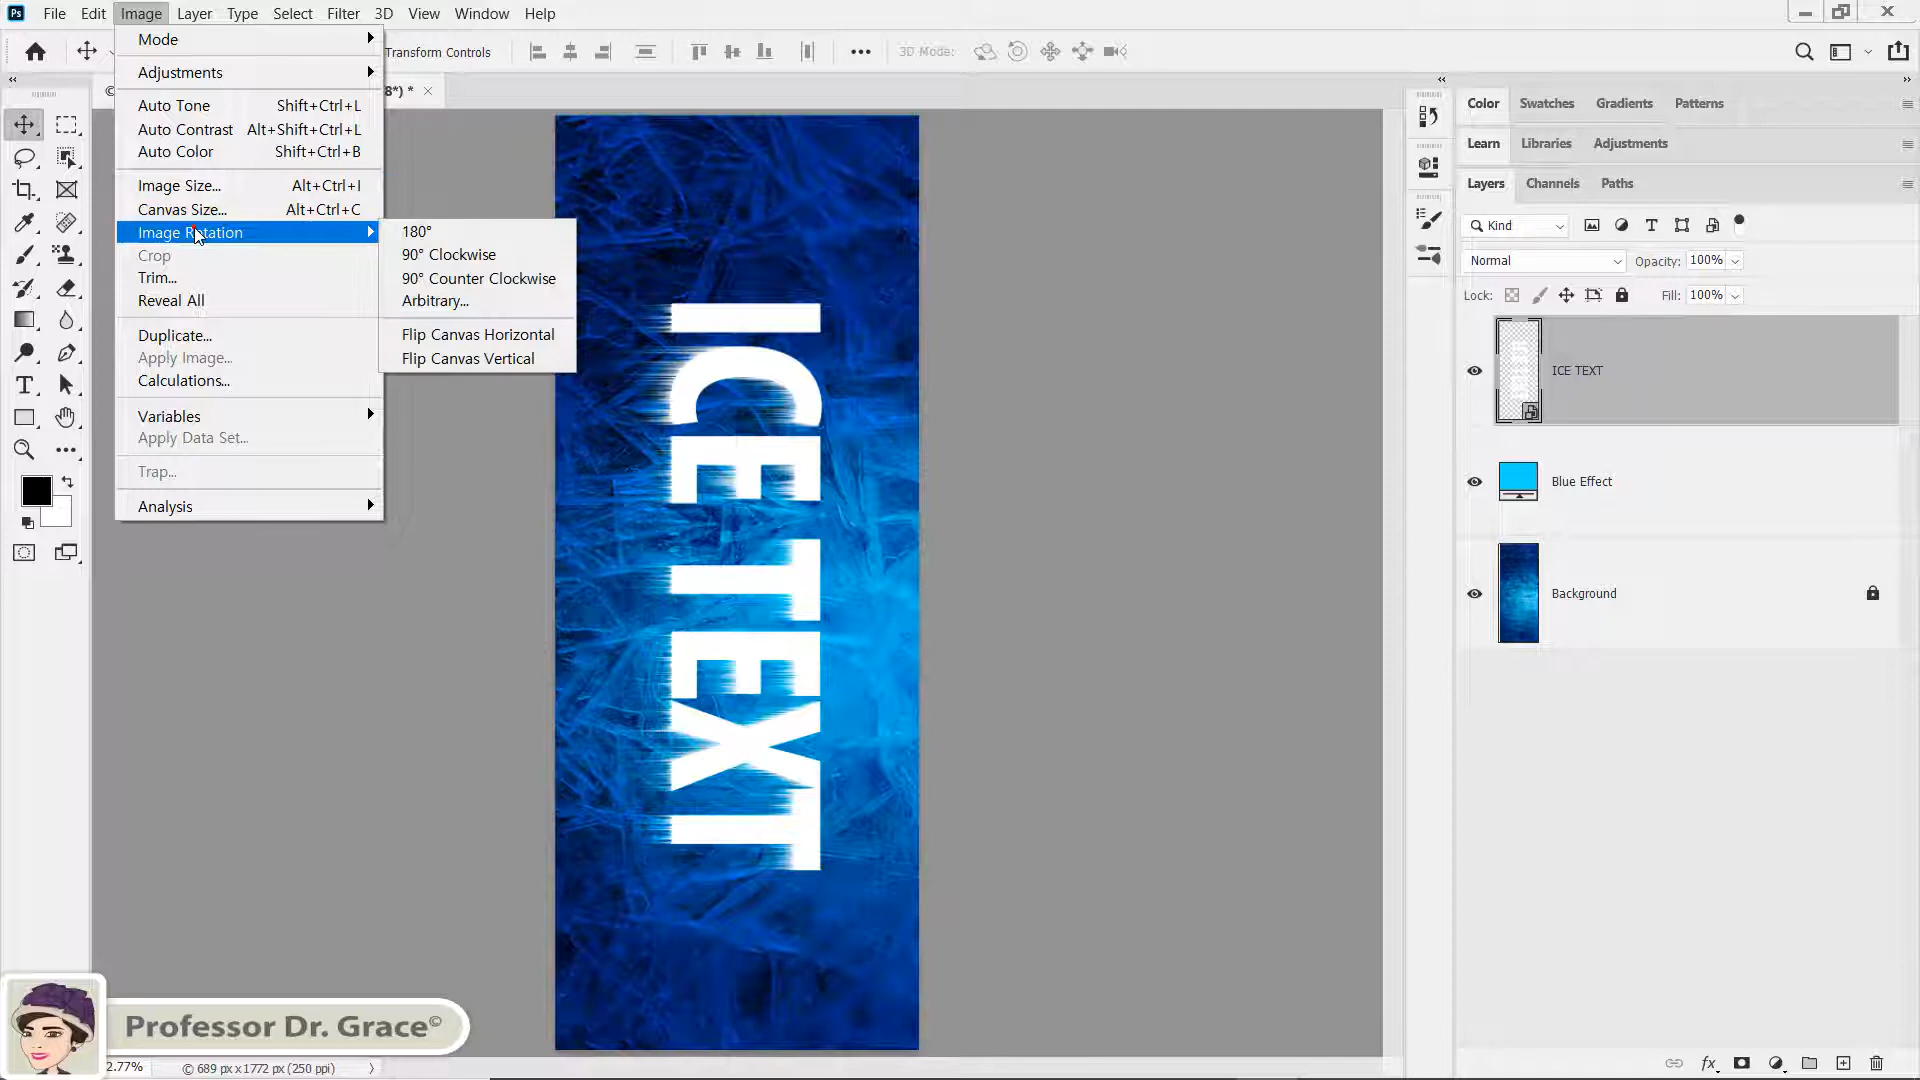 Ps File Edit Image Layer Type Select Filter 3D View Window Help
Transform Controls 3D Mode:
8*) * ×
Mode
Adjustments
Auto Tone Shift+Ctrl+L
Auto Contrast Alt+Shift+Ctrl+L
Auto Color Shift+Ctrl+B
Image Size... Alt+Ctrl+I
Canvas Size... Alt+Ctrl+C
Image Rotation
Crop
Trim...
Reveal All
Duplicate...
Apply Image...
Calculations...
Variables
Apply Data Set...
Trap...
Analysis
180°
90° Clockwise
90° Counter Clockwise
Arbitrary...
Flip Canvas Horizontal
Flip Canvas Vertical
ICE TEXT
Color Swatches Gradients Patterns
Learn Libraries Adjustments
Layers Channels Paths
Kind
Normal Opacity: 100%
Lock: Fill: 100%
ICE TEXT
Blue Effect
Background
fx
Professor Dr. Grace©
2.77% © 689 px x 1772 px (250 ppi)